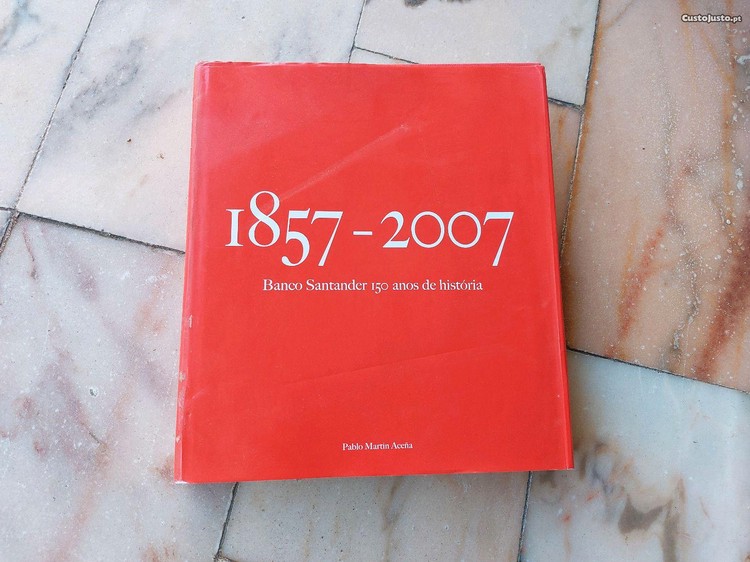 CustoJusto.pt
1857-2007
Banco Santander 150 anos de história
Pablo Martín Aceña